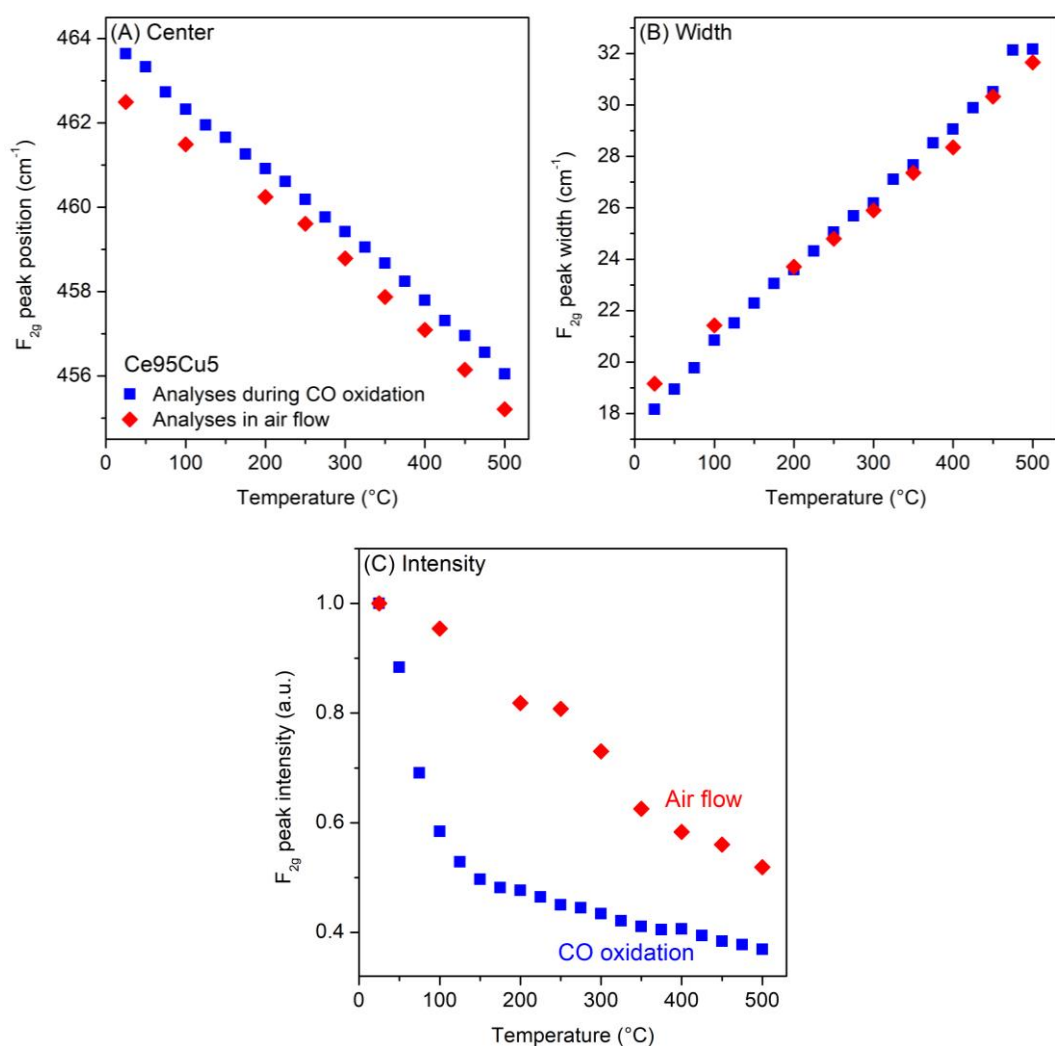 (A) Center
F2g peak position (cm-1)
464
462
460
458
456
Ce95Cu5
Analyses during CO oxidation
Analyses in air flow
0 100 200 300 400 500
Temperature (°C)
(B) Width
F2g peak width (cm-1)
32
30
28
26
24
22
20
18
0 100 200 300 400 500
Temperature (°C)
(C) Intensity
F2g peak intensity (a.u.)
1.0
0.8
0.6
0.4
Air flow
CO oxidation
0 100 200 300 400 500
Temperature (°C)